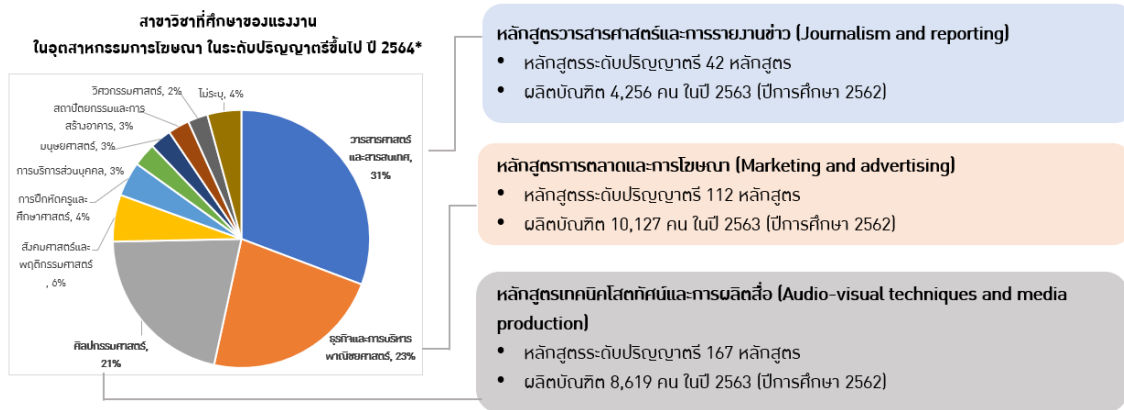 สาขาวิชาที่ศึกษาของแรงงาน
ในอุตสาหกรรมการโฆษณา ในระดับปริญญาตรีขึ้นไป ปี 2564*
วิศวกรรมศาสตร์, 2%
ไม่ระบุ, 4%
สถาปัตยกรรมและการ
สร้างอาคาร, 3%
มนุษยศาสตร์, 3%
การบริการส่วนบุคคล, 3%
การฝึกหัดครูและ
ศึกษาศาสตร์, 4%
สังคมศาสตร์และ
พฤติกรรมศาสตร์
, 6%
ศิลปกรรมศาสตร์,
21%
วารสารศาสตร์
และสารสนเทศ,
31%
ธุรกิจและการบริหาร
พาณิชยศาสตร์, 23%
หลักสูตรวารสารศาสตร์และการรายงานข่าว (Journalism and reporting)
• หลักสูตรระดับปริญญาตรี 42 หลักสูตร
• ผลิตบัณฑิต 4,256 คน ในปี 2563 (ปีการศึกษา 2562)
หลักสูตรการตลาดและการโฆษณา (Marketing and advertising)
• หลักสูตรระดับปริญญาตรี 112 หลักสูตร
• ผลิตบัณฑิต 10,127 คน ในปี 2563 (ปีการศึกษา 2562)
หลักสูตรเทคนิคโสตทัศน์และการผลิตสื่อ (Audio-visual techniques and media
production)
• หลักสูตรระดับปริญญาตรี 167 หลักสูตร
• ผลิตบัณฑิต 8,619 คน ในปี 2563 (ปีการศึกษา 2562)